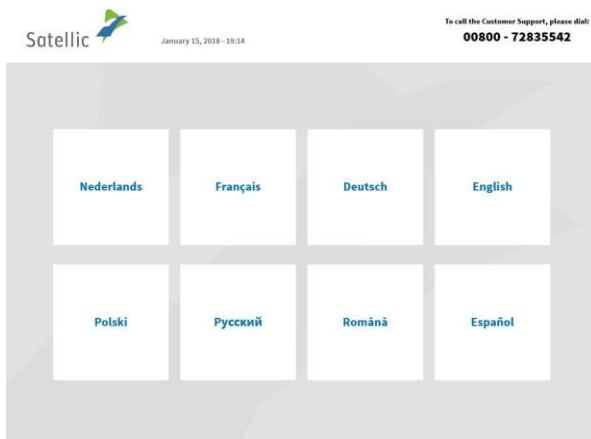 Satellic
January 15, 2018 - 19:14
To call the Customer Support, please dial:
00800 - 72835542
Nederlands
Français
Deutsch
English
Polski
Русский
Română
Español